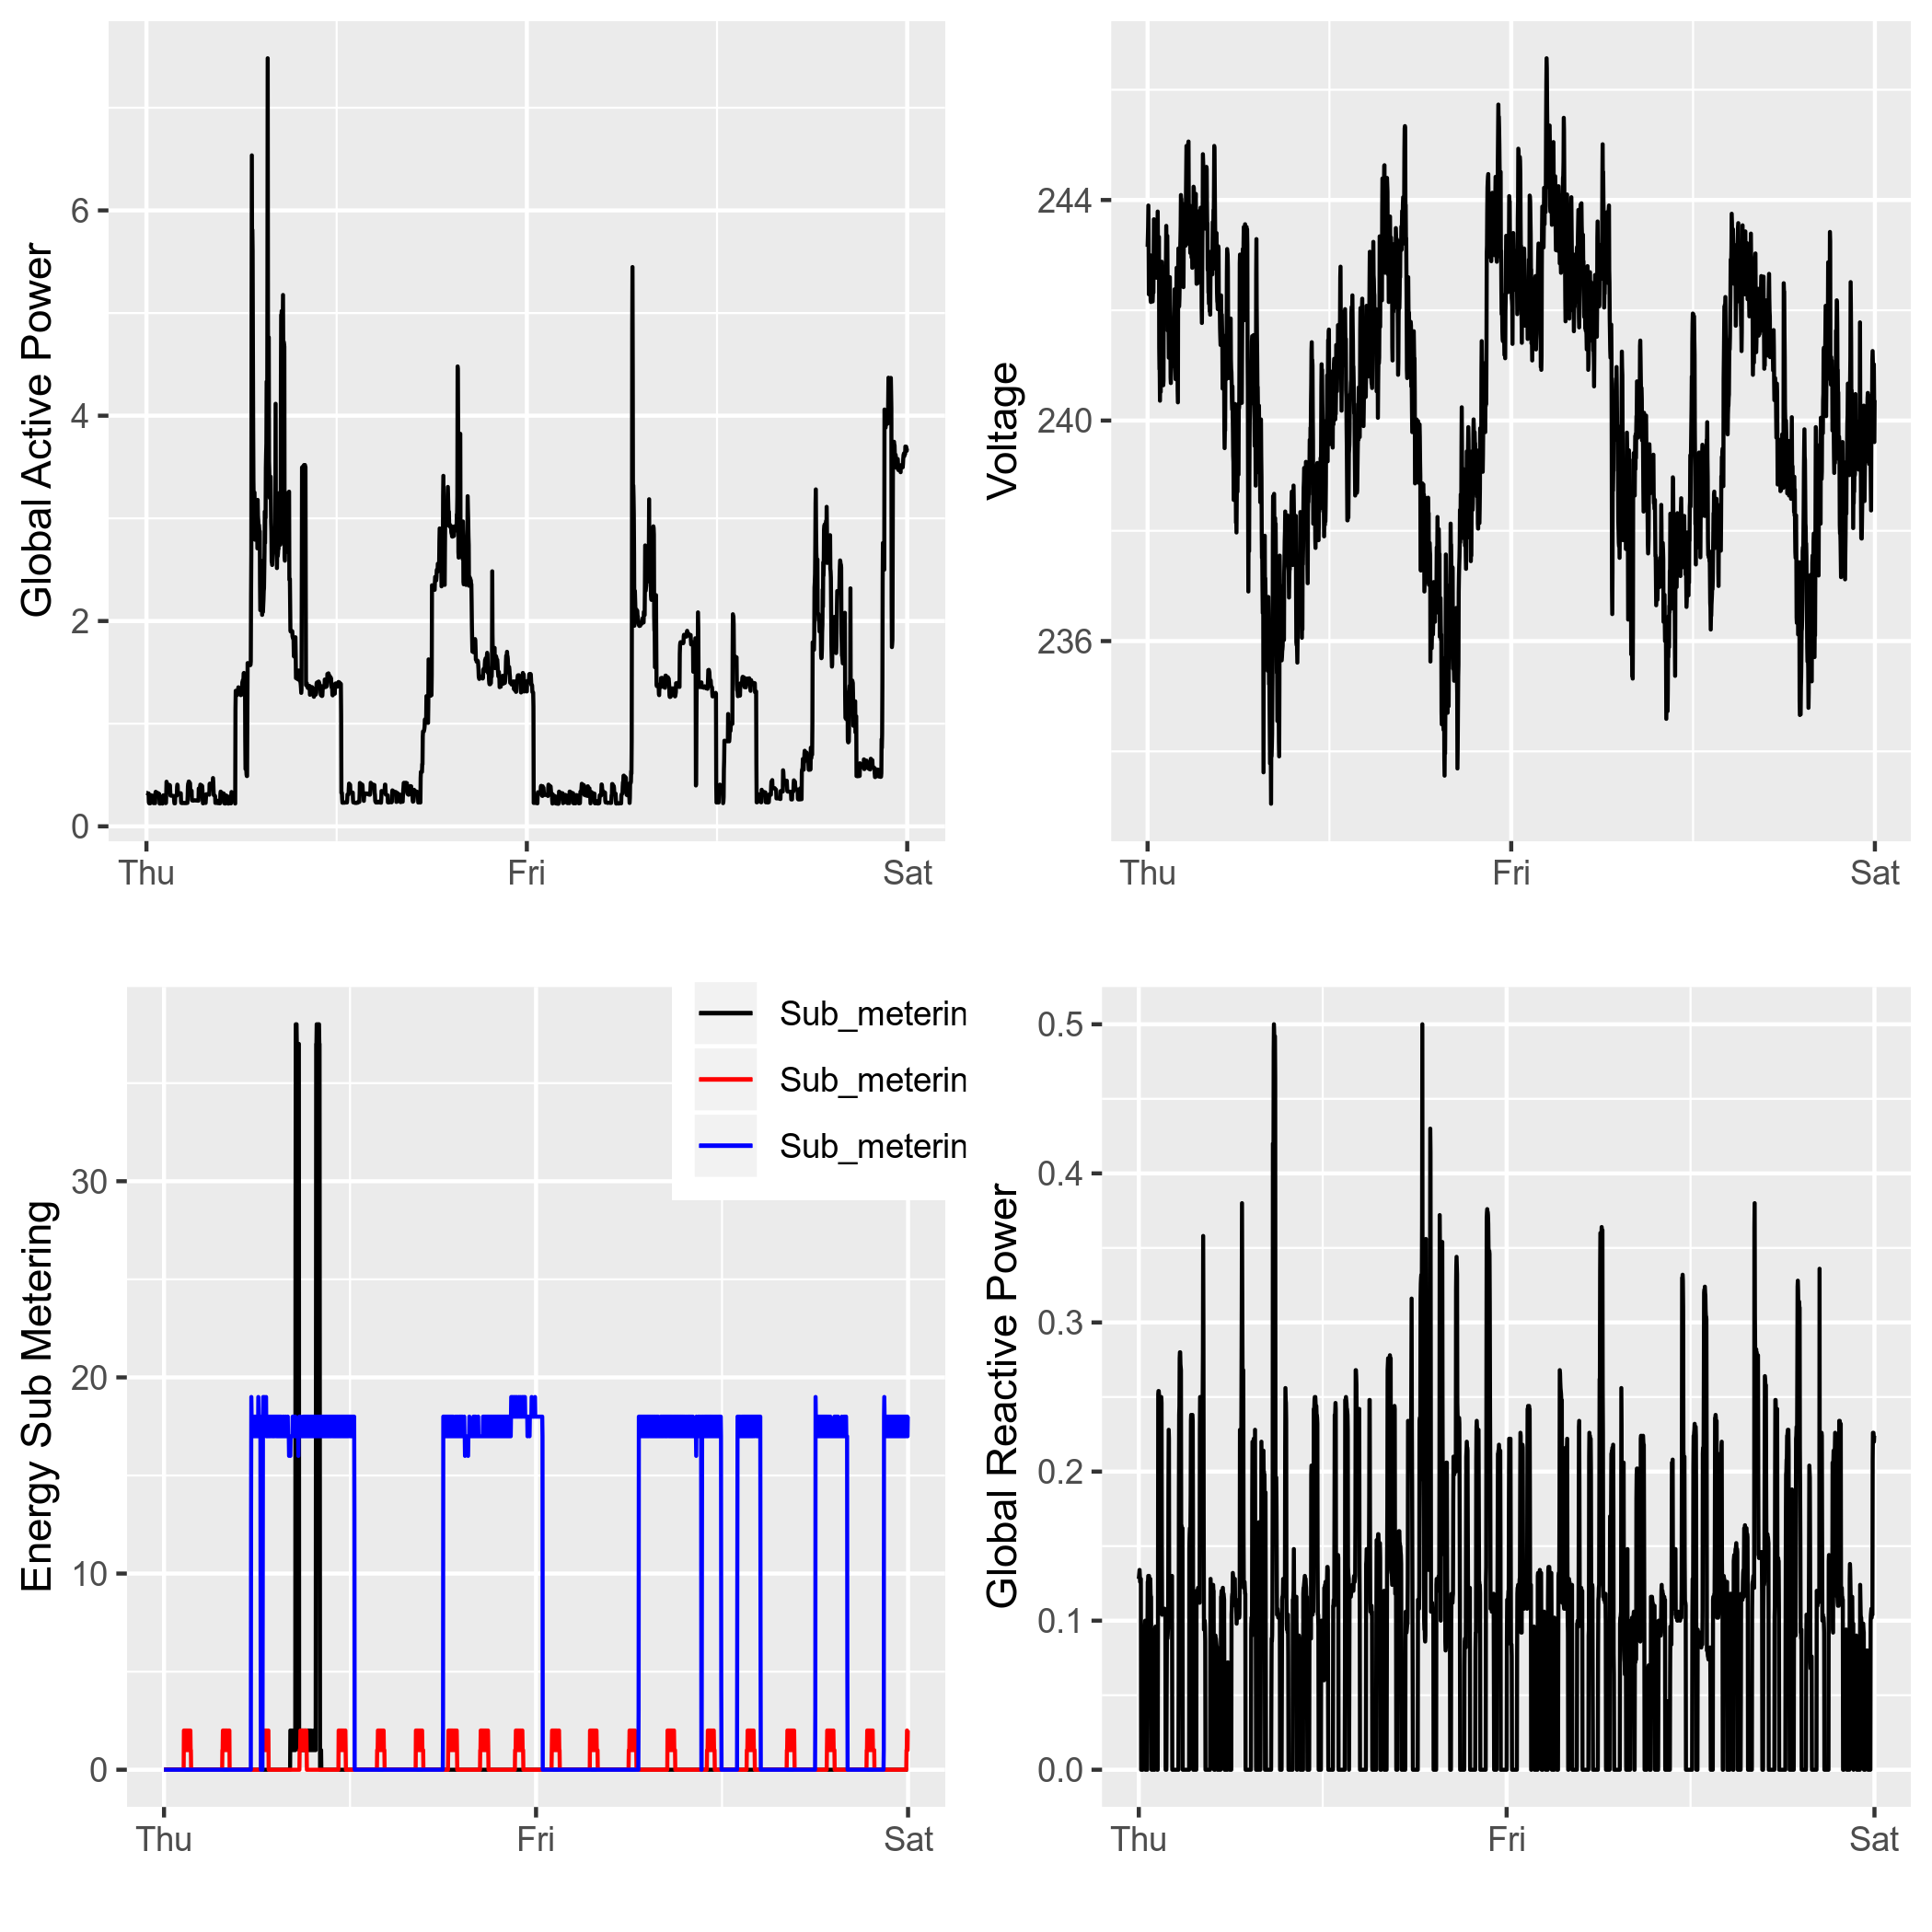 Global Active Power
6
4
2
0
Thu Fri Sat
Voltage
244
240
236
Thu Fri Sat
Energy Sub Metering
30
20
10
0
Thu Fri Sat
Sub_meterin
Sub_meterin
Sub_meterin
Global Reactive Power
0.5
0.4
0.3
0.2
0.1
0.0
Thu Fri Sat